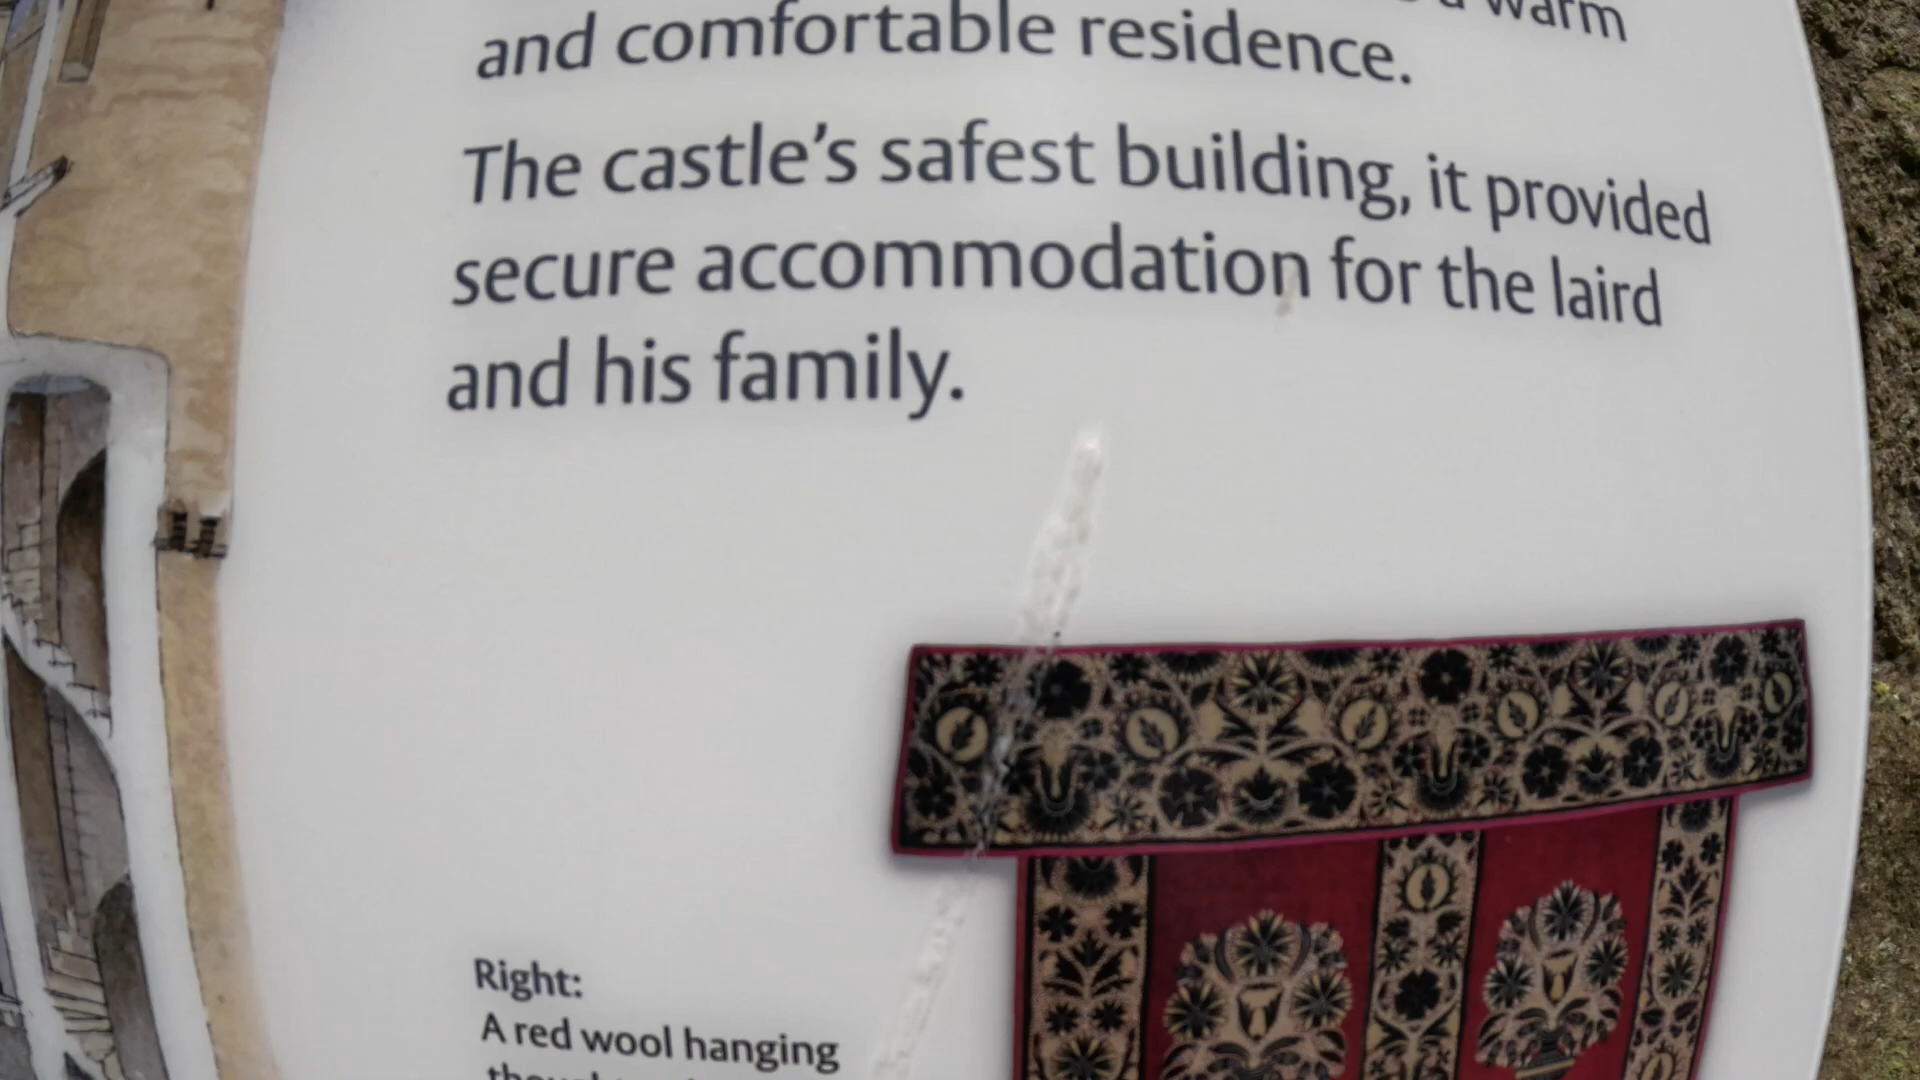 a warm
and comfortable residence.
The castle's safest building, it provided
secure accommodation for the laird
and his family.
Right:
A red wool hanging